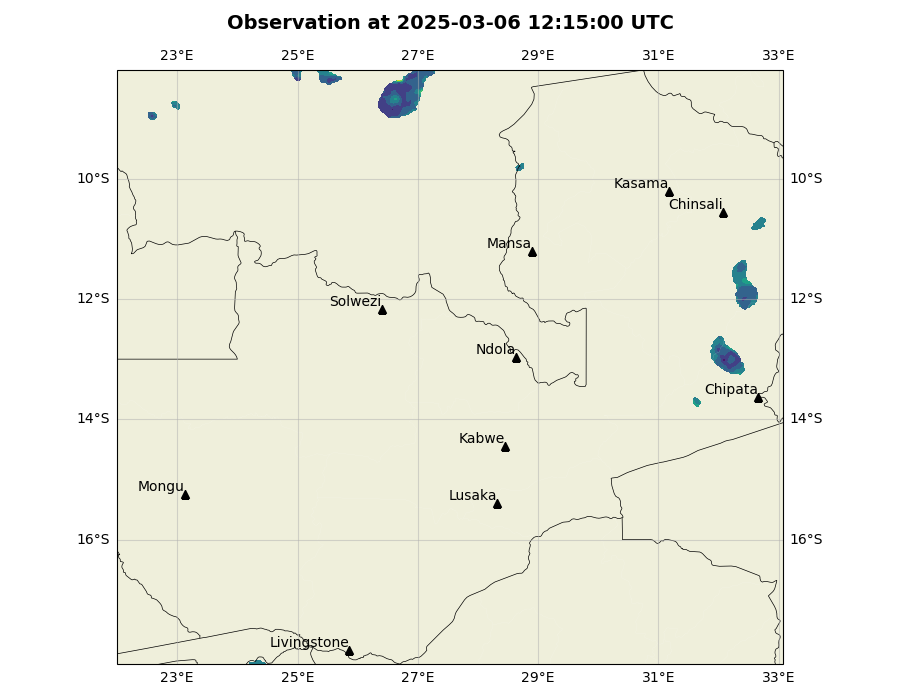 Observation at 2025-03-06 12:15:00 UTC
23°E 25°E 27°E 29°E 31°E 33°E
10°S 10°S
Kasama
Chinsali
Mansa
12°S 12°S
Solwezi
Ndola
Chipata
14°S 14°S
Kabwe
Mongu
Lusaka
16°S 16°S
Livingstone
23°E 25°E 27°E 29°E 31°E 33°E